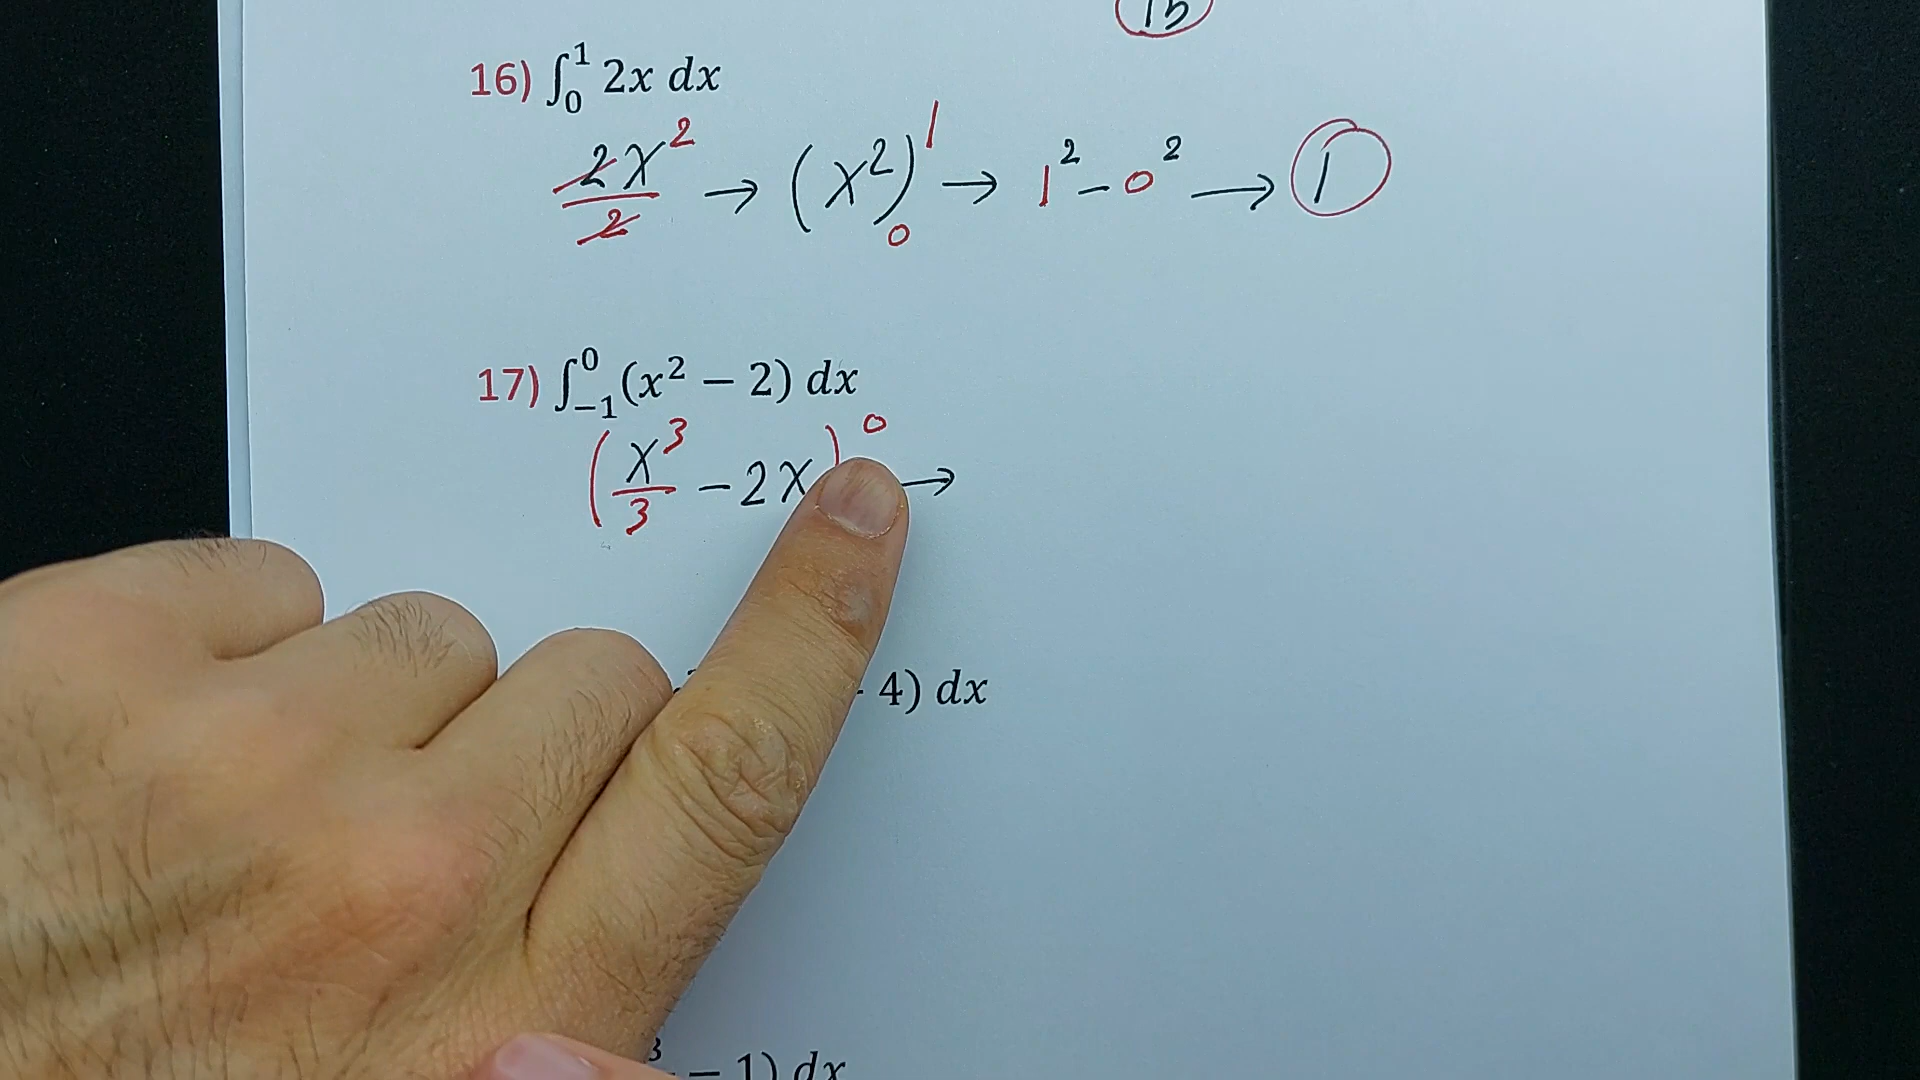 15
16) ∫₀¹ 2x dx
2x²/2 → (x²)₀¹ → 1² − 0² → 1
17) ∫₋₁⁰ (x² − 2) dx
(x³/3 − 2x)⁰ →
4) dx
3 − 1) dx